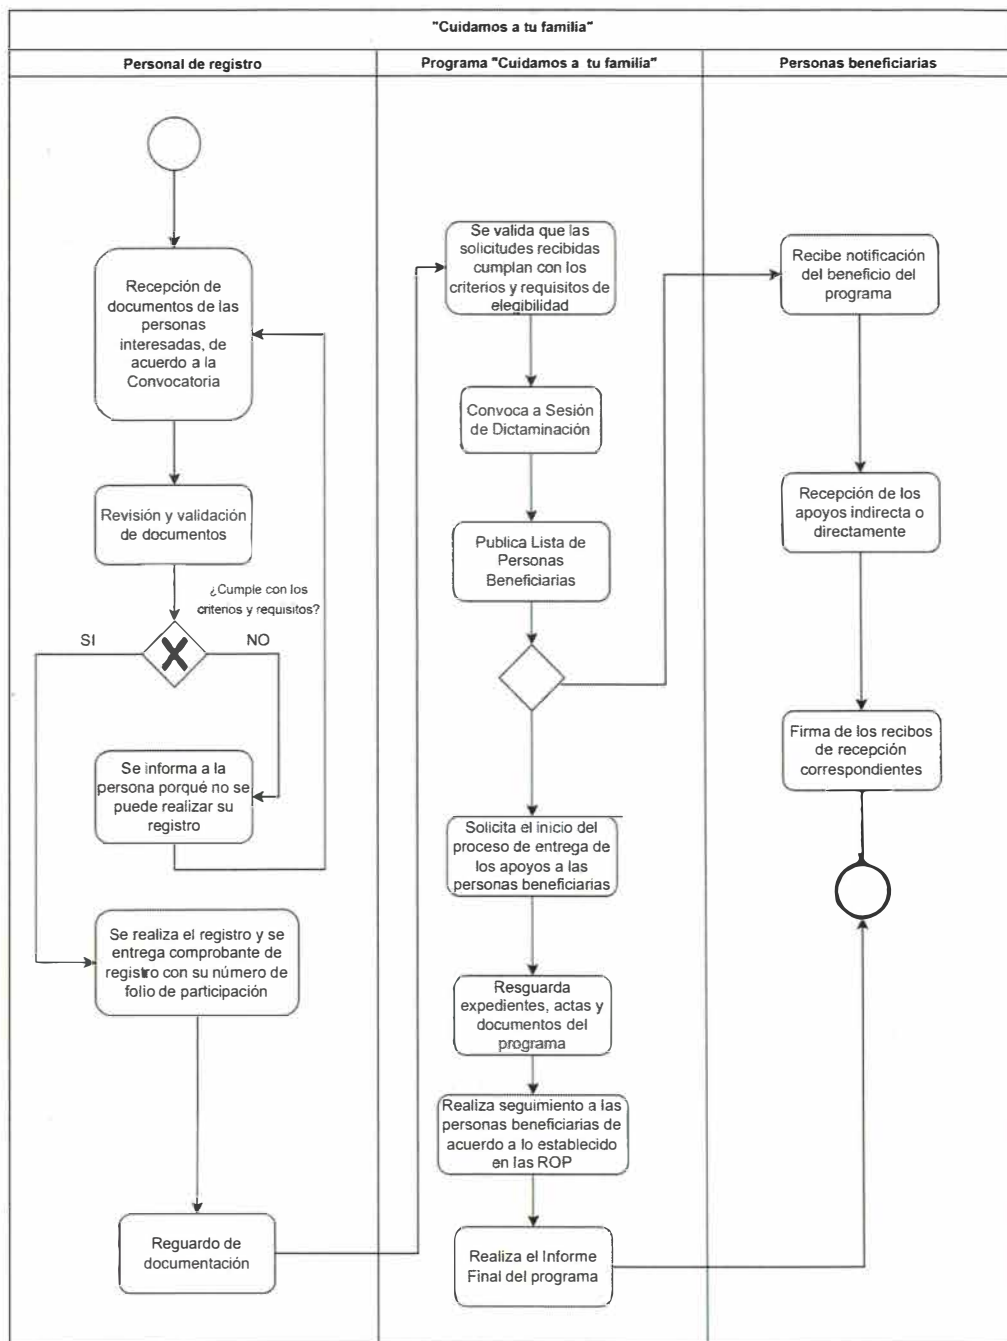 "Cuidamos a tu familia"
Personal de registro
Programa "Cuidamos a tu familia"
Personas beneficiarias
Recepción de
documentos de las
personas
interesadas, de
acuerdo a la
Convocatoria
Revisión y validación
de documentos
¿Cumple con los
criterios y requisitos?
SI
NO
Se informa a la
persona porqué no se
puede realizar su
registro
Se realiza el registro y se
entrega comprobante de
registro con su número de
folio de participación
Reguardo de
documentación
Se valida que las
solicitudes recibidas
cumplan con los
criterios y requisitos de
elegibilidad
Convoca a Sesión
de Dictaminación
Publica Lista de
Personas
Beneficiarias
Solicita el inicio del
proceso de entrega de
los apoyos a las
personas beneficiarias
Resguarda
expedientes, actas y
documentos del
programa
Realiza seguimiento a las
personas beneficiarias de
acuerdo a lo establecido
en las ROP
Realiza el Informe
Final del programa
Recibe notificación
del beneficio del
programa
Recepción de los
apoyos indirecta o
directamente
Firma de los recibos
de recepción
correspondientes